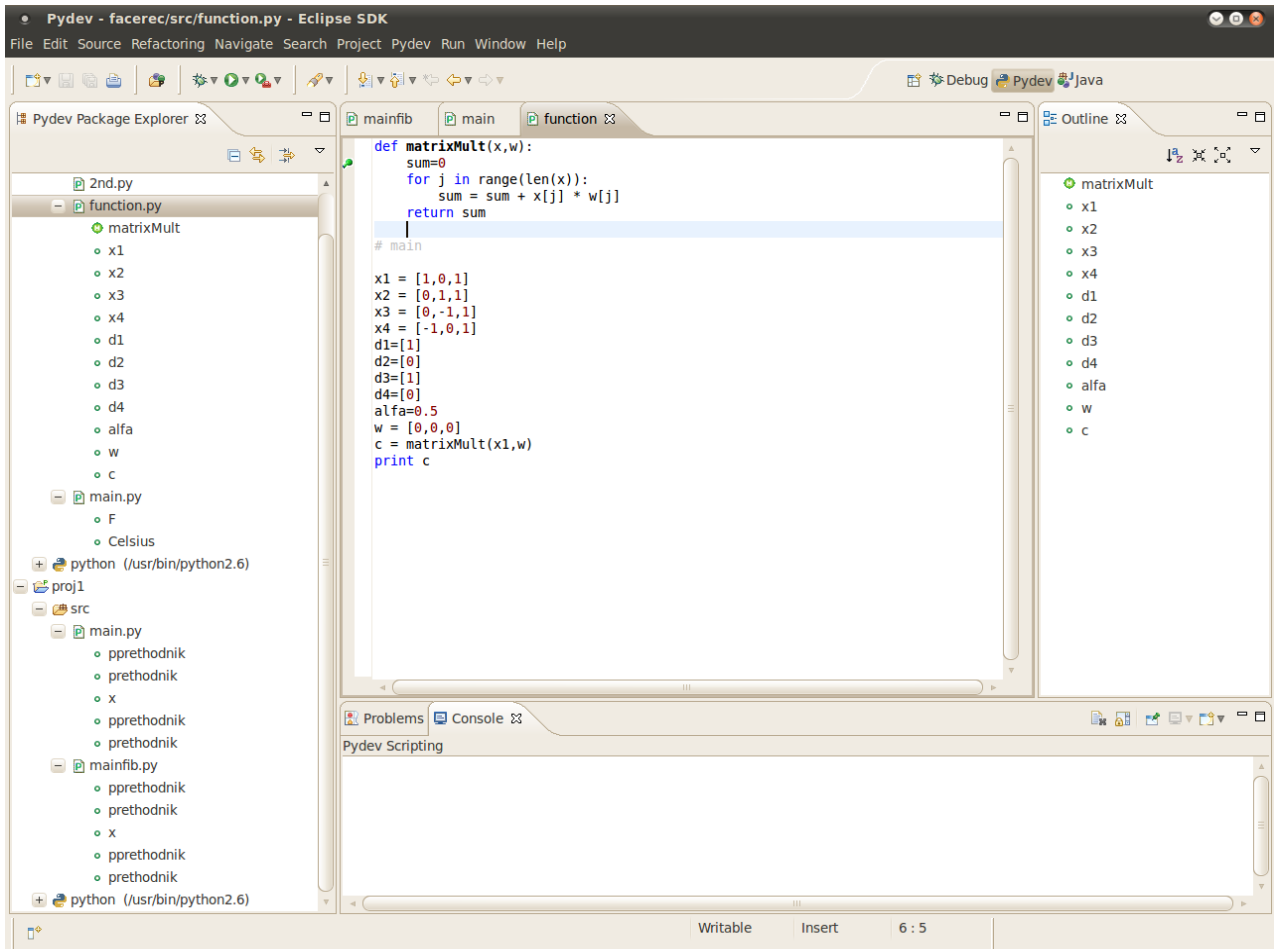 Pydev - facerec/src/function.py - Eclipse SDK
File Edit Source Refactoring Navigate Search Project Pydev Run Window Help
Debug Pydev Java
Pydev Package Explorer
2nd.py
function.py
matrixMult
x1
x2
x3
x4
d1
d2
d3
d4
alfa
w
c
main.py
F
Celsius
python (/usr/bin/python2.6)
proj1
src
main.py
pprethodnik
prethodnik
x
pprethodnik
prethodnik
mainfib.py
pprethodnik
prethodnik
x
pprethodnik
prethodnik
python (/usr/bin/python2.6)
mainfib main function
def matrixMult(x,w):
    sum=0
    for j in range(len(x)):
        sum = sum + x[j] * w[j]
    return sum
# main
x1 = [1,0,1]
x2 = [0,1,1]
x3 = [0,-1,1]
x4 = [-1,0,1]
d1=[1]
d2=[0]
d3=[1]
d4=[0]
alfa=0.5
w = [0,0,0]
c = matrixMult(x1,w)
print c
Outline
matrixMult
x1
x2
x3
x4
d1
d2
d3
d4
alfa
w
c
Problems Console
Pydev Scripting
Writable Insert 6 : 5